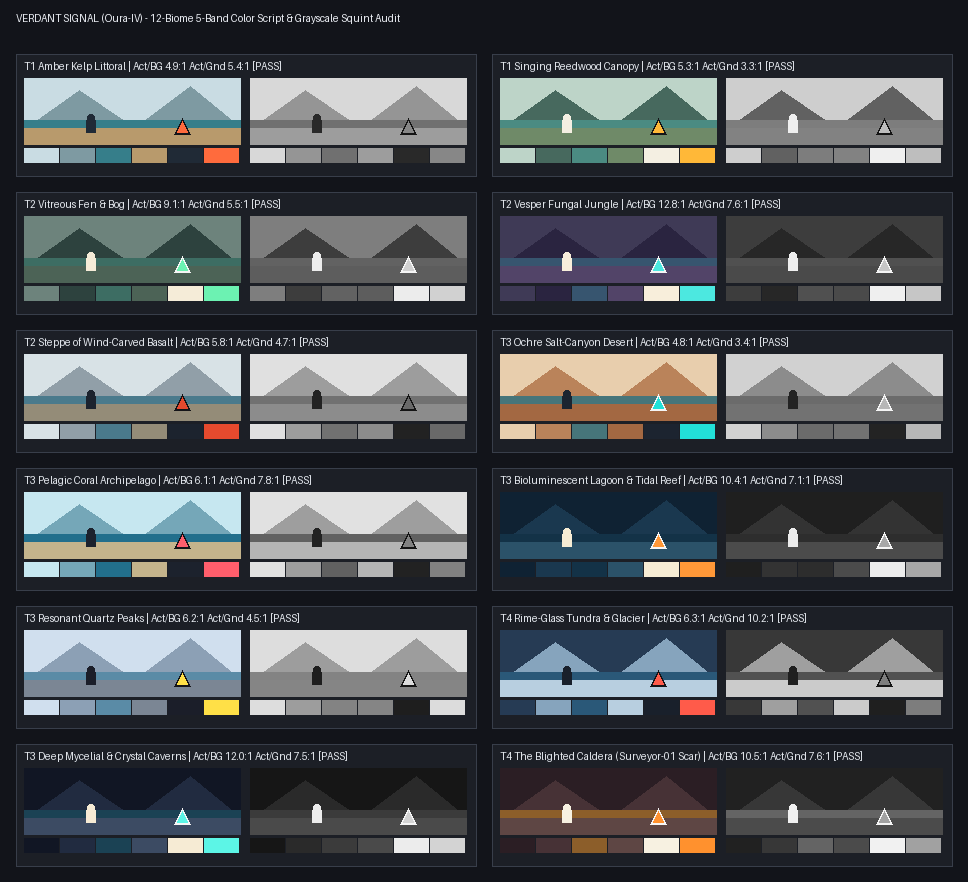 VERDANT SIGNAL (Oura-IV) - 12-Biome 5-Band Color Script & Grayscale Squint Audit
T1 Amber Kelp Littoral | Act/BG 4.9:1 Act/Gnd 5.4:1 [PASS]
T1 Singing Reedwood Canopy | Act/BG 5.3:1 Act/Gnd 3.3:1 [PASS]
T2 Vitreous Fen & Bog | Act/BG 9.1:1 Act/Gnd 5.5:1 [PASS]
T2 Vesper Fungal Jungle | Act/BG 12.8:1 Act/Gnd 7.6:1 [PASS]
T2 Steppe of Wind-Carved Basalt | Act/BG 5.8:1 Act/Gnd 4.7:1 [PASS]
T3 Ochre Salt-Canyon Desert | Act/BG 4.8:1 Act/Gnd 3.4:1 [PASS]
T3 Pelagic Coral Archipelago | Act/BG 6.1:1 Act/Gnd 7.8:1 [PASS]
T3 Bioluminescent Lagoon & Tidal Reef | Act/BG 10.4:1 Act/Gnd 7.1:1 [PASS]
T3 Resonant Quartz Peaks | Act/BG 6.2:1 Act/Gnd 4.5:1 [PASS]
T4 Rime-Glass Tundra & Glacier | Act/BG 6.3:1 Act/Gnd 10.2:1 [PASS]
T3 Deep Mycelial & Crystal Caverns | Act/BG 12.0:1 Act/Gnd 7.5:1 [PASS]
T4 The Blighted Caldera (Surveyor-01 Scar) | Act/BG 10.5:1 Act/Gnd 7.6:1 [PASS]